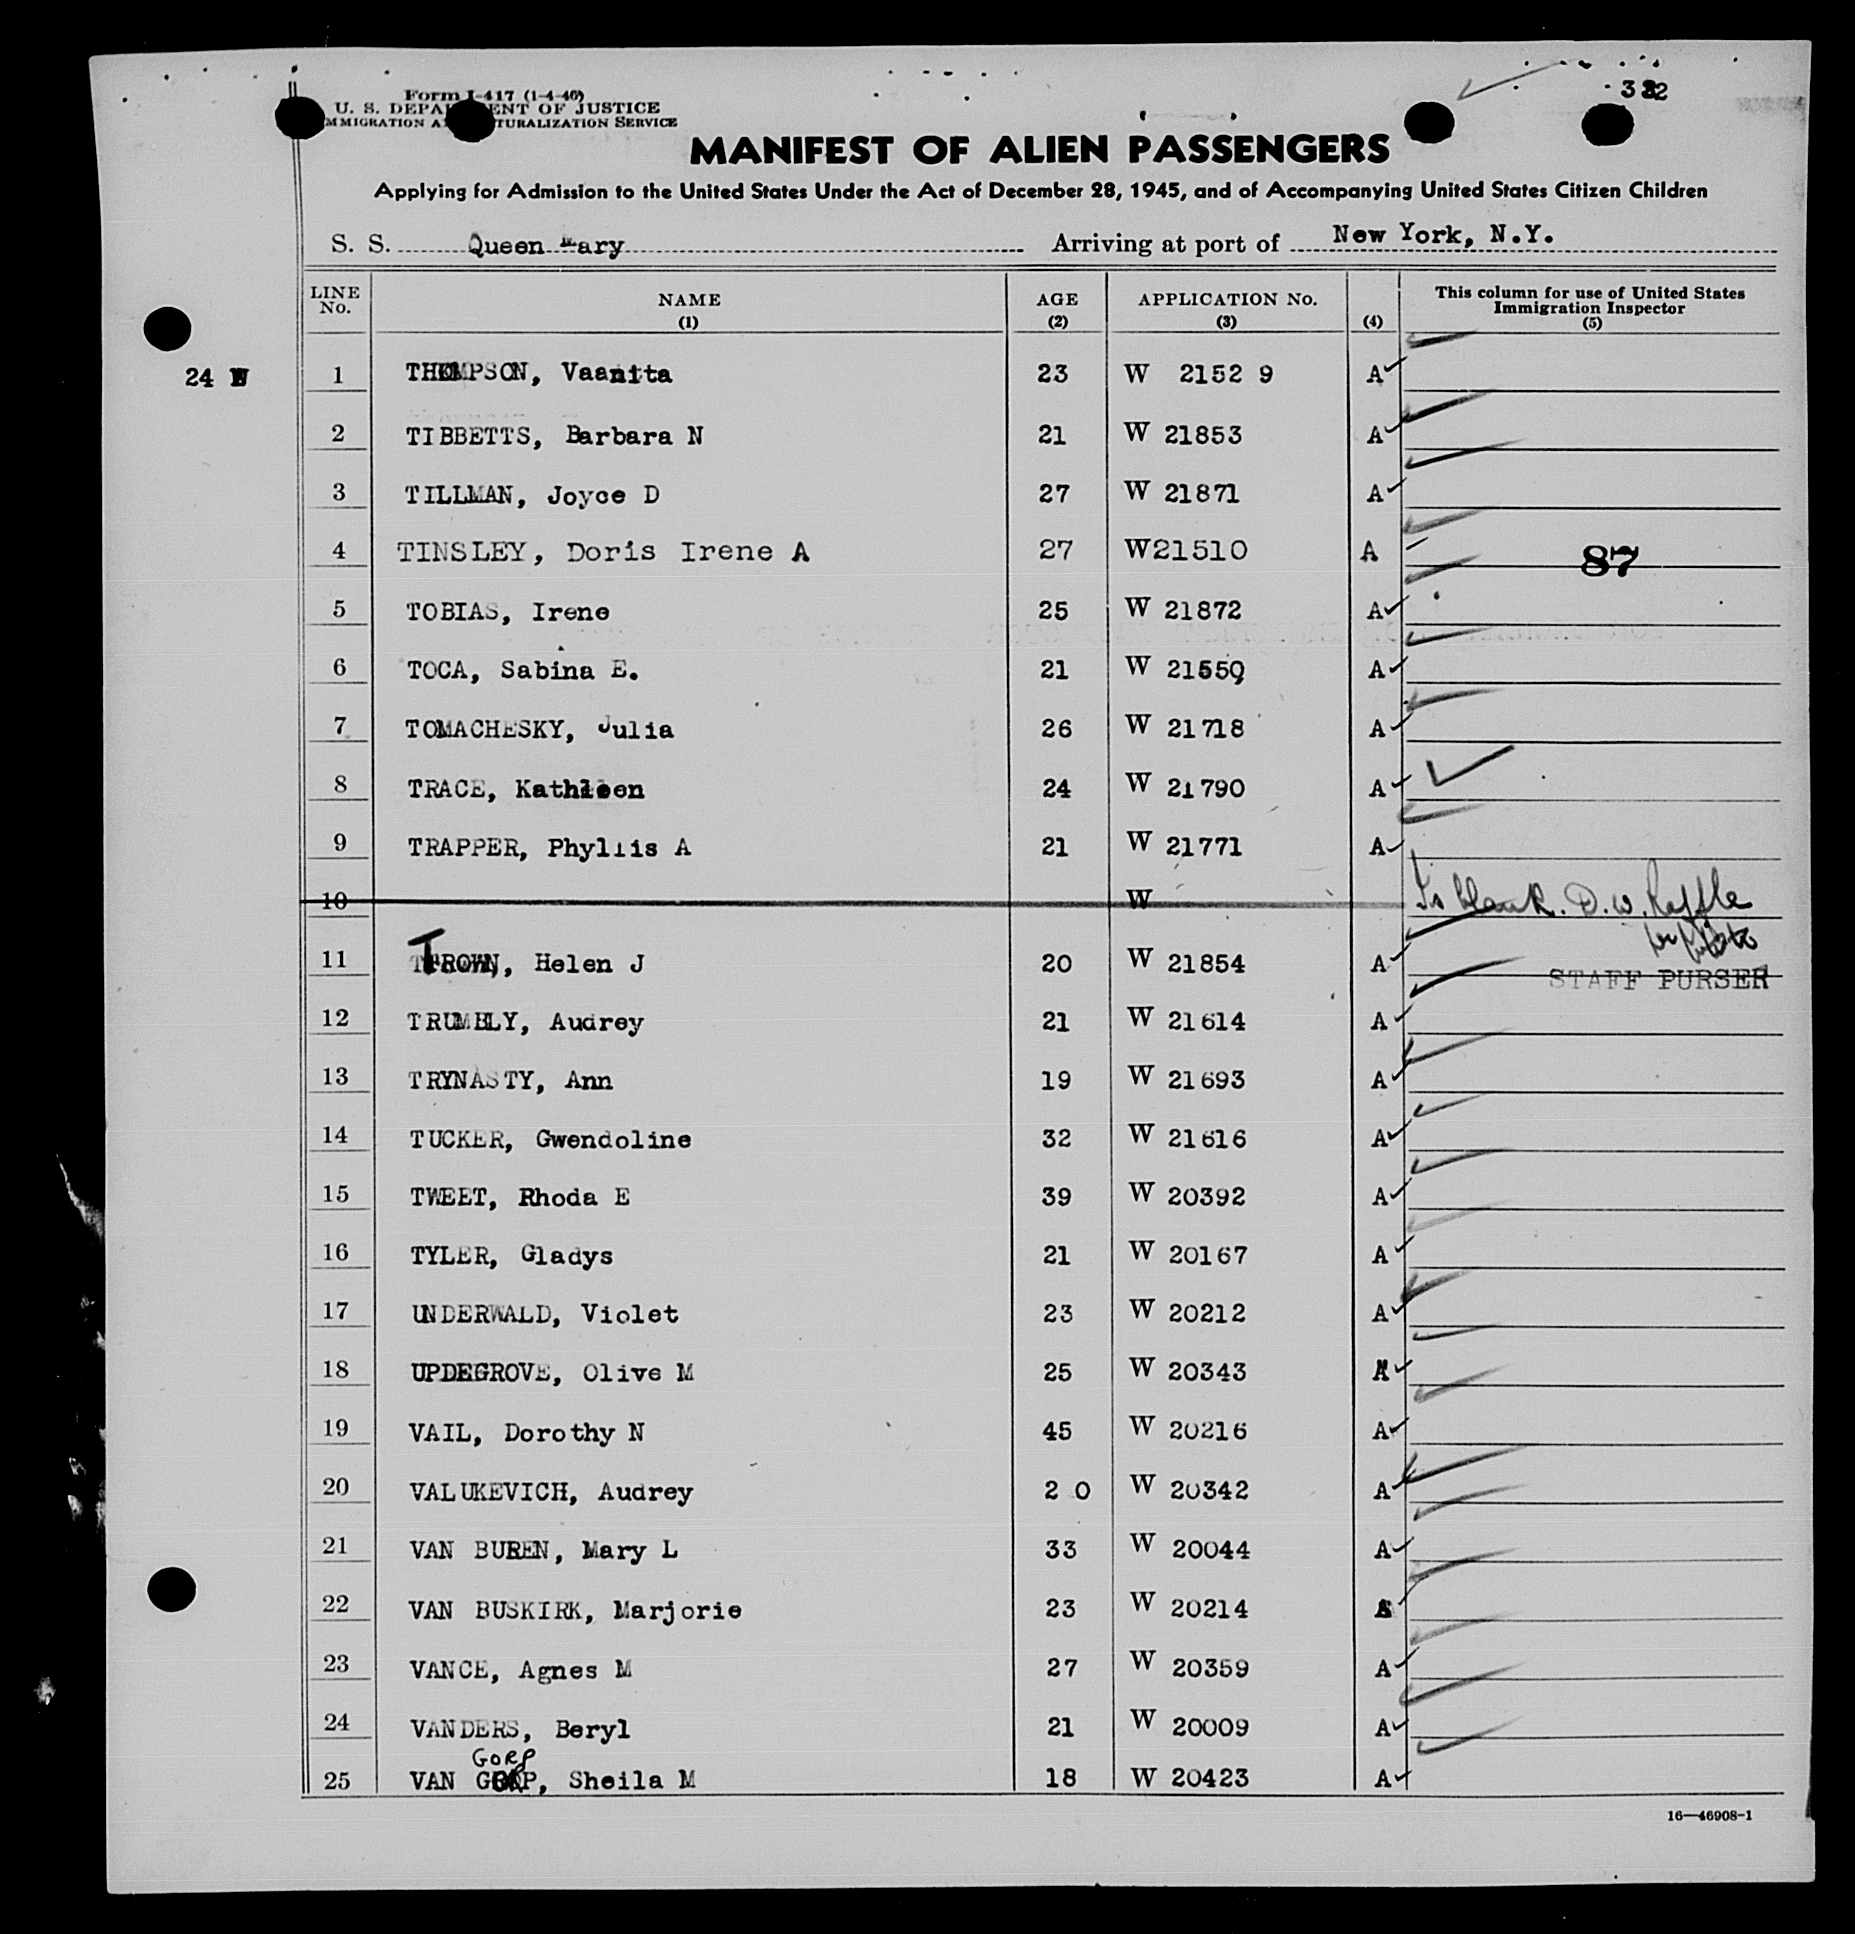 Form I-417 (1-4-46)
U. S. DEPARTMENT OF JUSTICE
IMMIGRATION AND NATURALIZATION SERVICE
MANIFEST OF ALIEN PASSENGERS
Applying for Admission to the United States Under the Act of December 28, 1945, and of Accompanying United States Citizen Children
S. S. Queen Mary Arriving at port of New York, N.Y.
LINE No. NAME (1) AGE (2) APPLICATION No. (3) (4) This column for use of United States Immigration Inspector (5)
24 W 1 THOMPSON, Vaanita 23 W 2152 9 A
2 TIBBETTS, Barbara N 21 W 21853 A
3 TILLMAN, Joyce D 27 W 21871 A
4 TINSLEY, Doris Irene A 27 W21510 A 87
5 TOBIAS, Irene 25 W 21872 A
6 TOCA, Sabina E. 21 W 21550 A
7 TOMACHESKY, Julia 26 W 21718 A
8 TRACE, Kathleen 24 W 21790 A
9 TRAPPER, Phyllis A 21 W 21771 A
10 W Is blank. D. W.
11 TROWN, Helen J 20 W 21854 A
STAFF PURSER
12 TRUMBLY, Audrey 21 W 21614 A
13 TRYNASTY, Ann 19 W 21693 A
14 TUCKER, Gwendoline 32 W 21616 A
15 TWEET, Rhoda E 39 W 20392 A
16 TYLER, Gladys 21 W 20167 A
17 UNDERWALD, Violet 23 W 20212 A
18 UPDEGROVE, Olive M 25 W 20343 A
19 VAIL, Dorothy N 45 W 20216 A
20 VALUKEVICH, Audrey 2 0 W 20342 A
21 VAN BUREN, Mary L 33 W 20044 A
22 VAN BUSKIRK, Marjorie 23 W 20214 A
23 VANCE, Agnes M 27 W 20359 A
24 VANDERS, Beryl 21 W 20009 A
GORP
25 VAN GORP, Sheila M 18 W 20423 A
16—46908-1